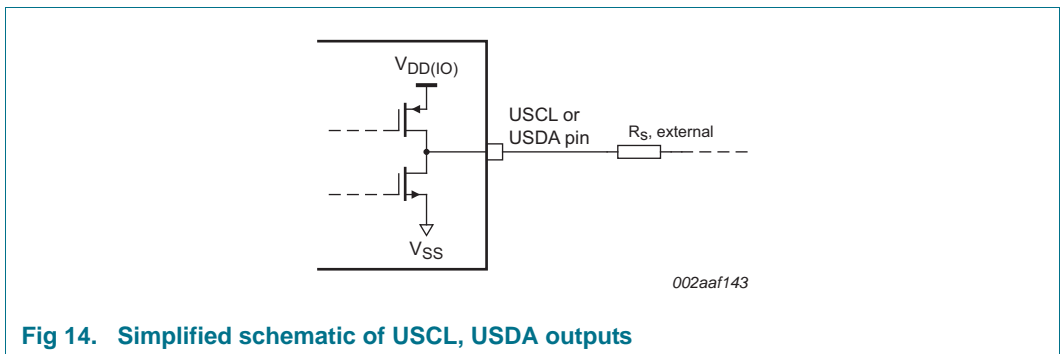 VDD(IO)
USCL or
USDA pin
RS, external
VSS
002aaf143
Fig 14. Simplified schematic of USCL, USDA outputs